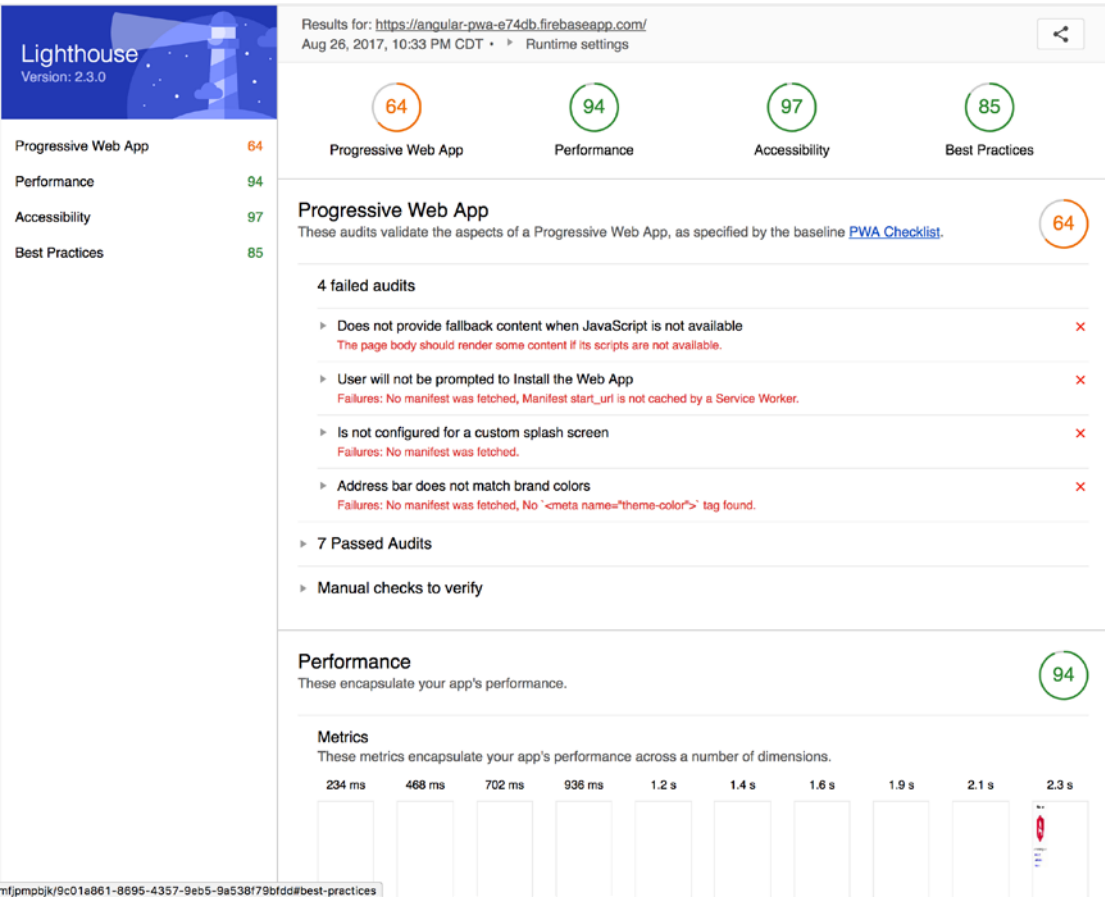 Lighthouse
Version: 2.3.0
Progressive Web App 64
Performance 94
Accessibility 97
Best Practices 85
Results for: https://angular-pwa-e74db.firebaseapp.com/
Aug 26, 2017, 10:33 PM CDT • Runtime settings
64 94 97 85
Progressive Web App Performance Accessibility Best Practices
Progressive Web App
These audits validate the aspects of a Progressive Web App, as specified by the baseline PWA Checklist.
64
4 failed audits
Does not provide fallback content when JavaScript is not available
The page body should render some content if its scripts are not available.
User will not be prompted to Install the Web App
Failures: No manifest was fetched, Manifest start_url is not cached by a Service Worker.
Is not configured for a custom splash screen
Failures: No manifest was fetched.
Address bar does not match brand colors
Failures: No manifest was fetched, No `<meta name="theme-color">` tag found.
7 Passed Audits
Manual checks to verify
Performance
These encapsulate your app's performance.
94
Metrics
These metrics encapsulate your app's performance across a number of dimensions.
234 ms 468 ms 702 ms 936 ms 1.2 s 1.4 s 1.6 s 1.9 s 2.1 s 2.3 s
mfjpmpbjk/9c01a861-8695-4357-9eb5-9a538f79bfdd#best-practices